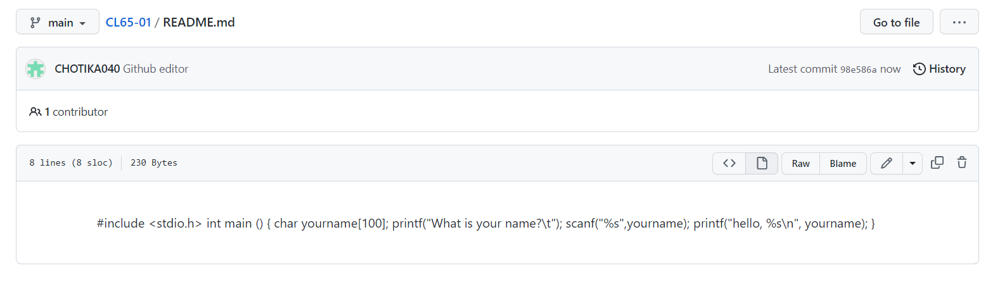 main
CL65-01 / README.md
Go to file
CHOTIKA040 Github editor
Latest commit 98e586a now
History
1 contributor
8 lines (8 sloc)
230 Bytes
Raw
Blame
#include <stdio.h> int main () { char yourname[100]; printf("What is your name?\t"); scanf("%s",yourname); printf("hello, %s\n", yourname); }